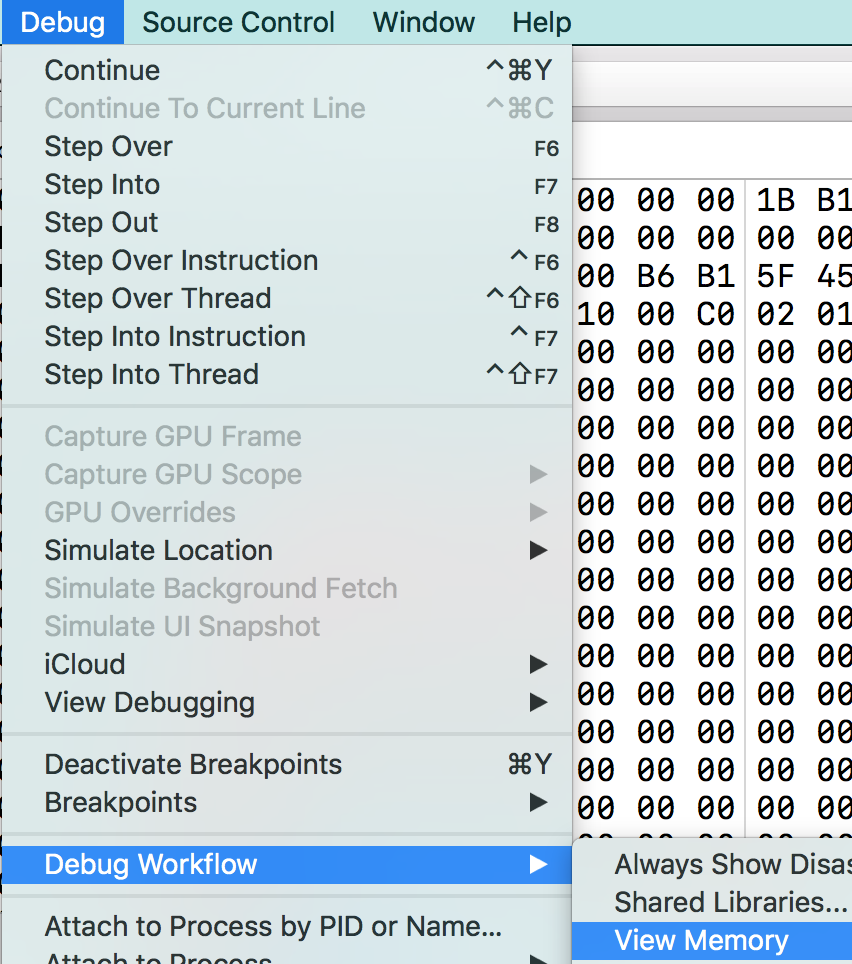 Debug Source Control Window Help
Continue ^⌘Y
Continue To Current Line ^⌘C
Step Over F6
Step Into F7
Step Out F8
Step Over Instruction ^F6
Step Over Thread ^⇧F6
Step Into Instruction ^F7
Step Into Thread ^⇧F7
Capture GPU Frame
Capture GPU Scope ▶
GPU Overrides ▶
Simulate Location ▶
Simulate Background Fetch
Simulate UI Snapshot
iCloud ▶
View Debugging ▶
Deactivate Breakpoints ⌘Y
Breakpoints ▶
Debug Workflow ▶
Attach to Process by PID or Name...
Attach to Process ▶
00 00 00 1B B1
00 00 00 00 00
00 B6 B1 5F 45
10 00 C0 02 01
00 00 00 00 00
00 00 00 00 00
00 00 00 00 00
00 00 00 00 00
00 00 00 00 00
00 00 00 00 00
00 00 00 00 00
00 00 00 00 00
00 00 00 00 00
00 00 00 00 00
00 00 00 00 00
00 00 00 00 00
00 00 00 00 00
Always Show Disas
Shared Libraries...
View Memory